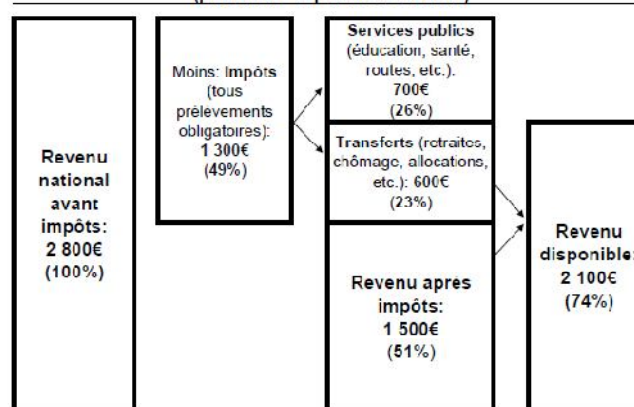 Revenu
national
avant
impôts:
2 800€
(100%)
Moins: Impôts
(tous
prélèvements
obligatoires):
1 300€
(49%)
Services publics
(éducation, santé,
routes, etc.):
700€
(26%)
Transferts (retraites,
chômage, allocations,
etc.): 600€
(23%)
Revenu après
impôts:
1 500€
(51%)
Revenu
disponible:
2 100€
(74%)